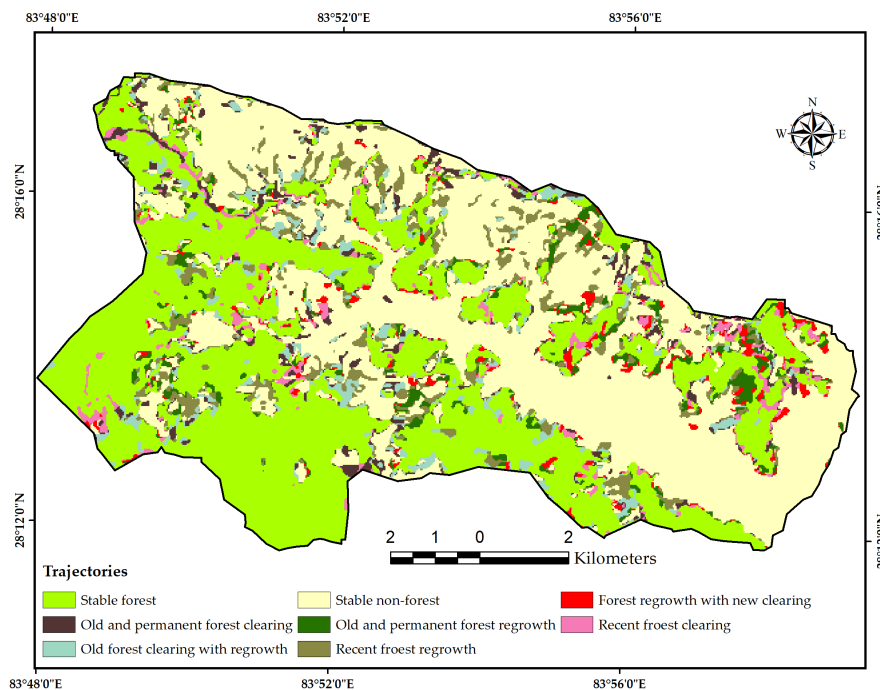 83°48'0"E 83°52'0"E 83°56'0"E
N
W E
S
28°16'0"N
28°12'0"N 28°12'0"N
2 1 0 2
Kilometers
Trajectories
Stable forest Stable non-forest Forest regrowth with new clearing
Old and permanent forest clearing Old and permanent forest regrowth Recent froest clearing
Old forest clearing with regrowth Recent froest regrowth
83°48'0"E 83°52'0"E 83°56'0"E